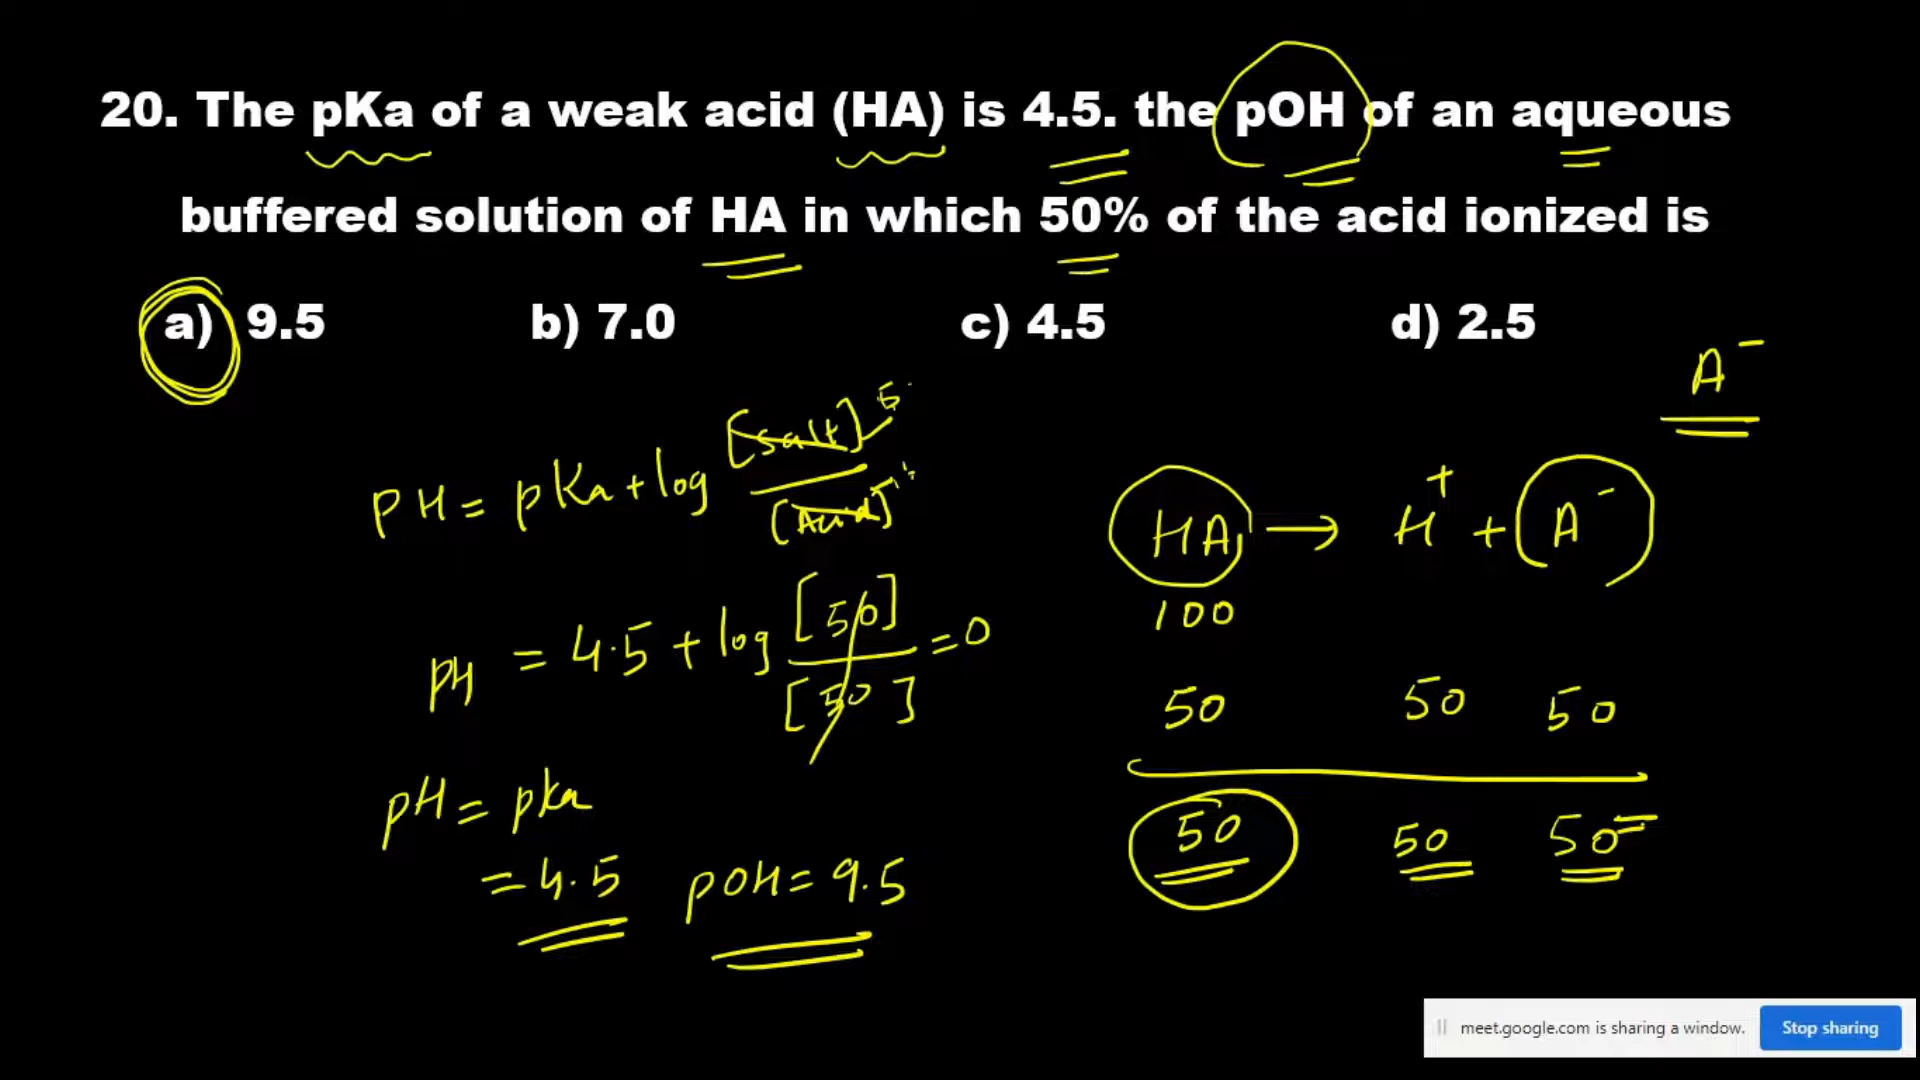 20. The pKa of a weak acid (HA) is 4.5. the pOH of an aqueous
buffered solution of HA in which 50% of the acid ionized is
a) 9.5 b) 7.0 c) 4.5 d) 2.5
A⁻
PH = pKa + log [salt] / [Acid]
HA → H⁺ + A⁻
100
PH = 4.5 + log [50] / [50] = 0
50 50 50
pH = pka
50 50 50
= 4.5 pOH = 9.5
meet.google.com is sharing a window. Stop sharing